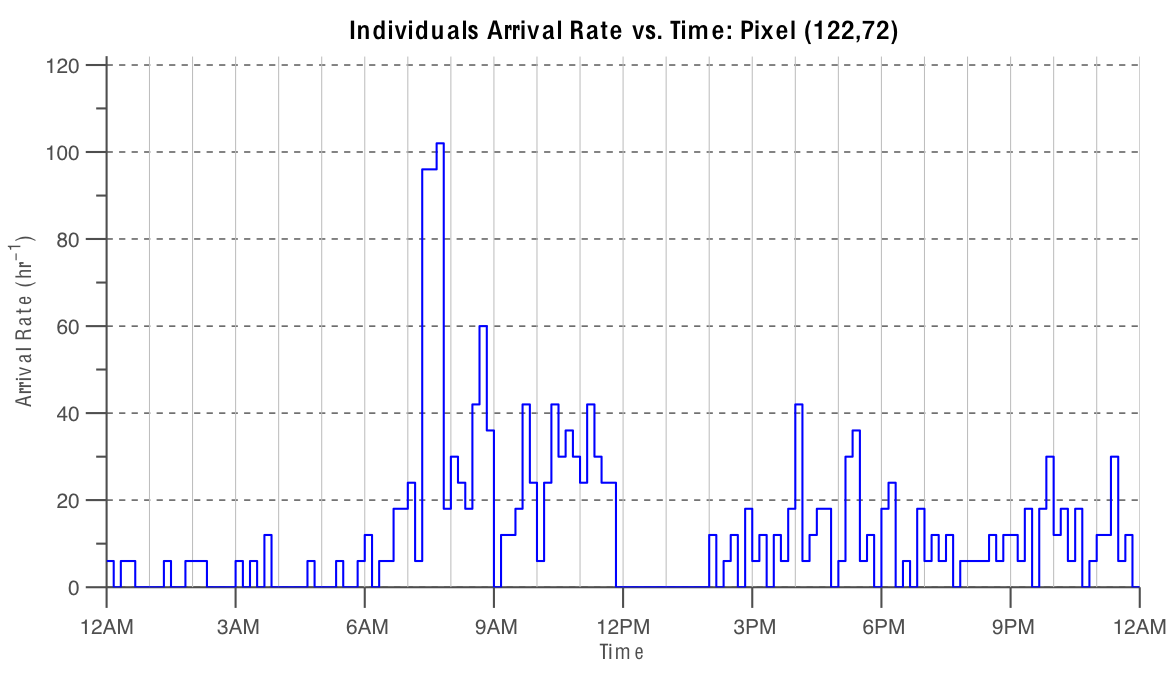 Individuals Arrival Rate vs. Time: Pixel (122,72)
Arrival Rate (hr⁻¹)
120
100
80
60
40
20
0
12AM 3AM 6AM 9AM 12PM 3PM 6PM 9PM 12AM
Time